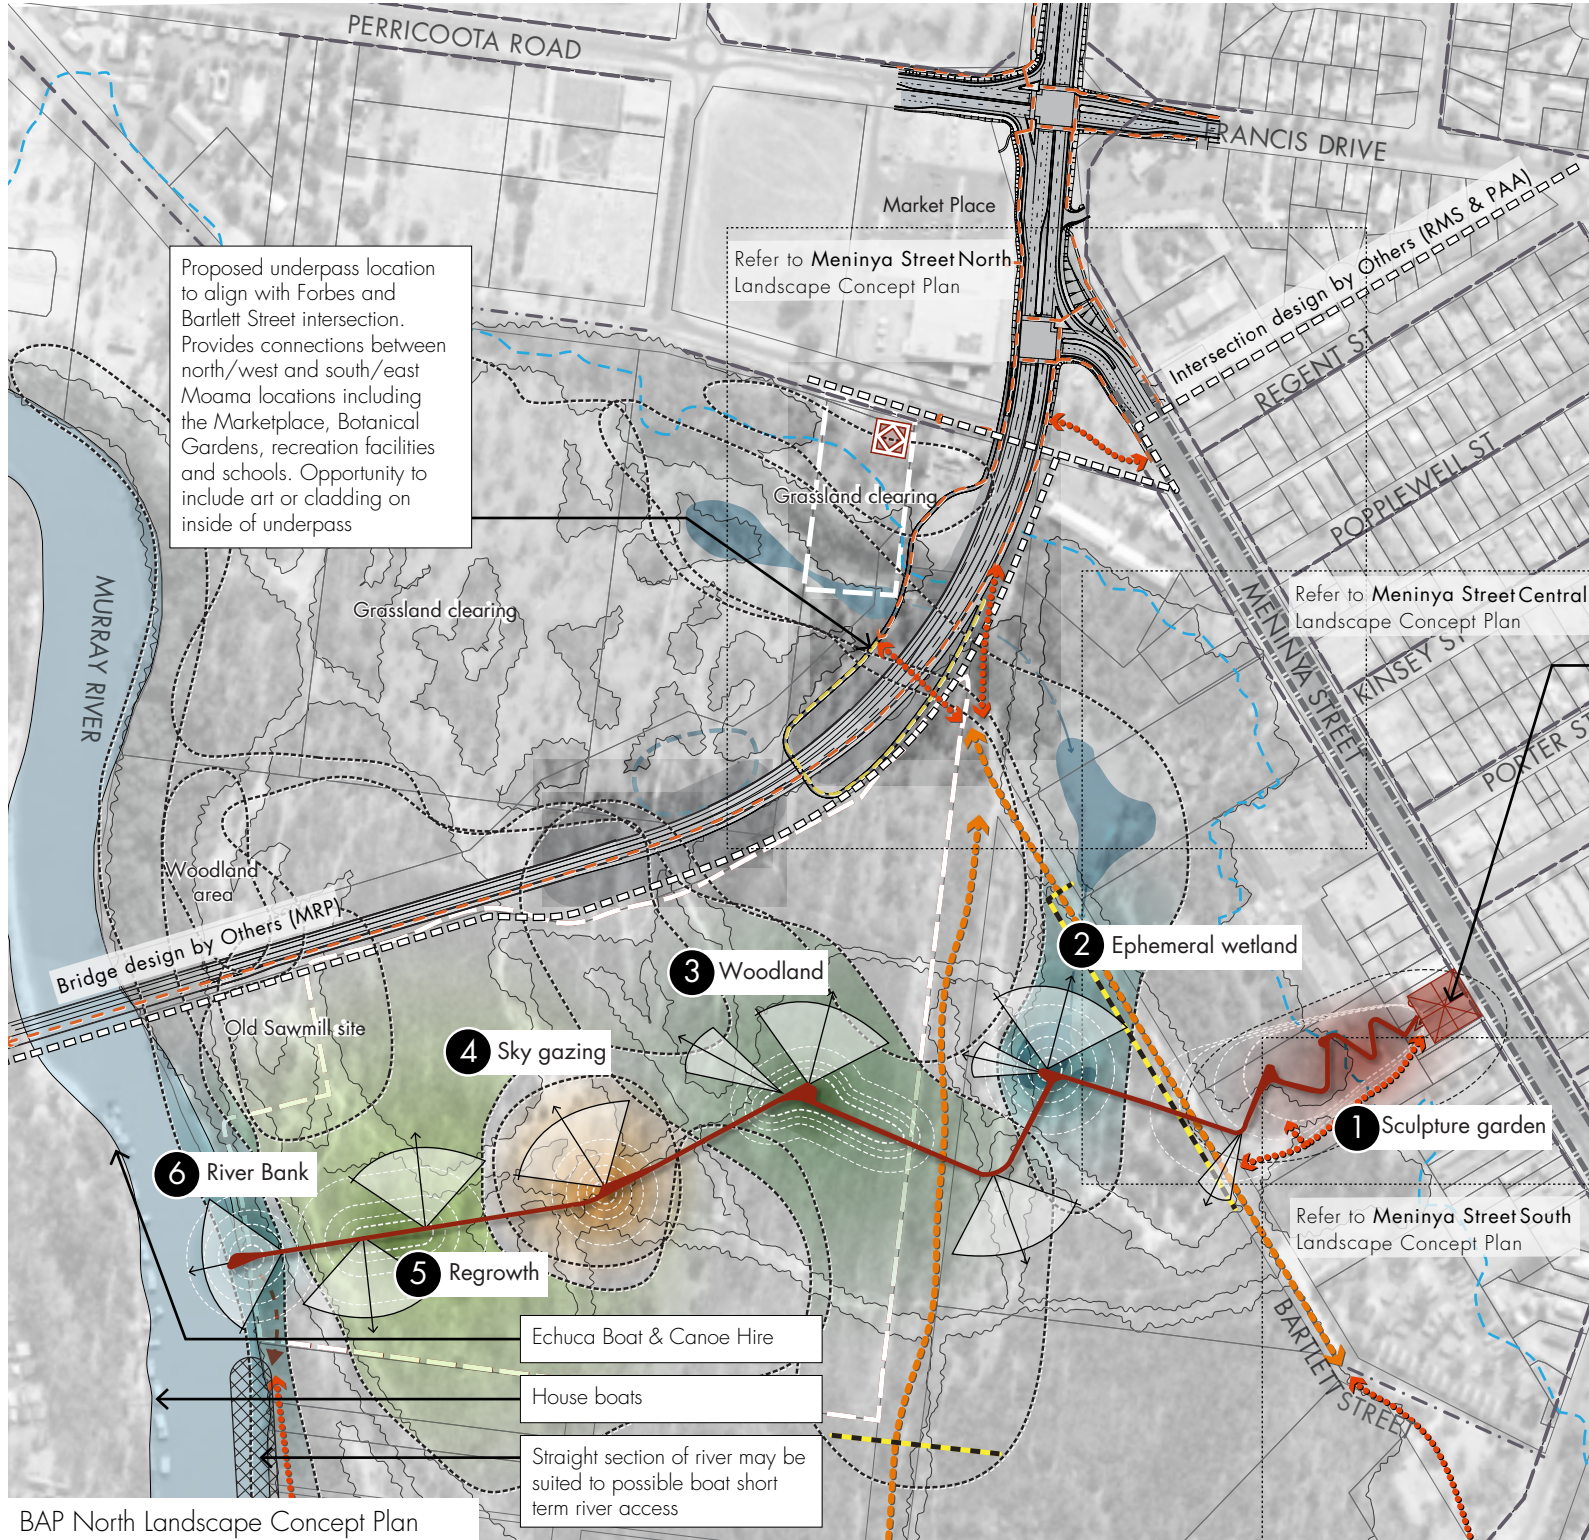 PERRICOOTA ROAD
FRANCIS DRIVE
Market Place
Intersection design by Others (RMS & PAA)
Refer to Meninya Street North
Landscape Concept Plan
Proposed underpass location
to align with Forbes and
Bartlett Street intersection.
Provides connections between
north/west and south/east
Moama locations including
the Marketplace, Botanical
Gardens, recreation facilities
and schools. Opportunity to
include art or cladding on
inside of underpass
REGENT ST
POPPLEWELL ST
Grassland clearing
Grassland clearing
MURRAY RIVER
MENINYA STREET
Refer to Meninya Street Central
Landscape Concept Plan
KINSEY ST
PORTER S
Woodland
area
Bridge design by Others (MRP)
2 Ephemeral wetland
3 Woodland
Old Sawmill site
4 Sky gazing
1 Sculpture garden
6 River Bank
5 Regrowth
Refer to Meninya Street South
Landscape Concept Plan
BARTLETT STREET
Echuca Boat & Canoe Hire
House boats
Straight section of river may be
suited to possible boat short
term river access
BAP North Landscape Concept Plan